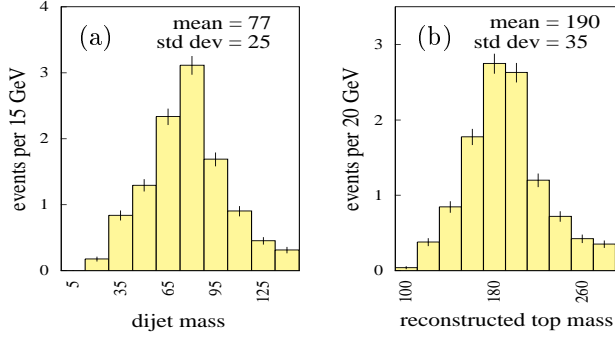 (a)
mean = 77
std dev = 25
events per 15 GeV
4
3
2
1
0
5
35
65
95
125
dijet mass
(b)
mean = 190
std dev = 35
events per 20 GeV
3
2
1
0
100
180
260
reconstructed top mass